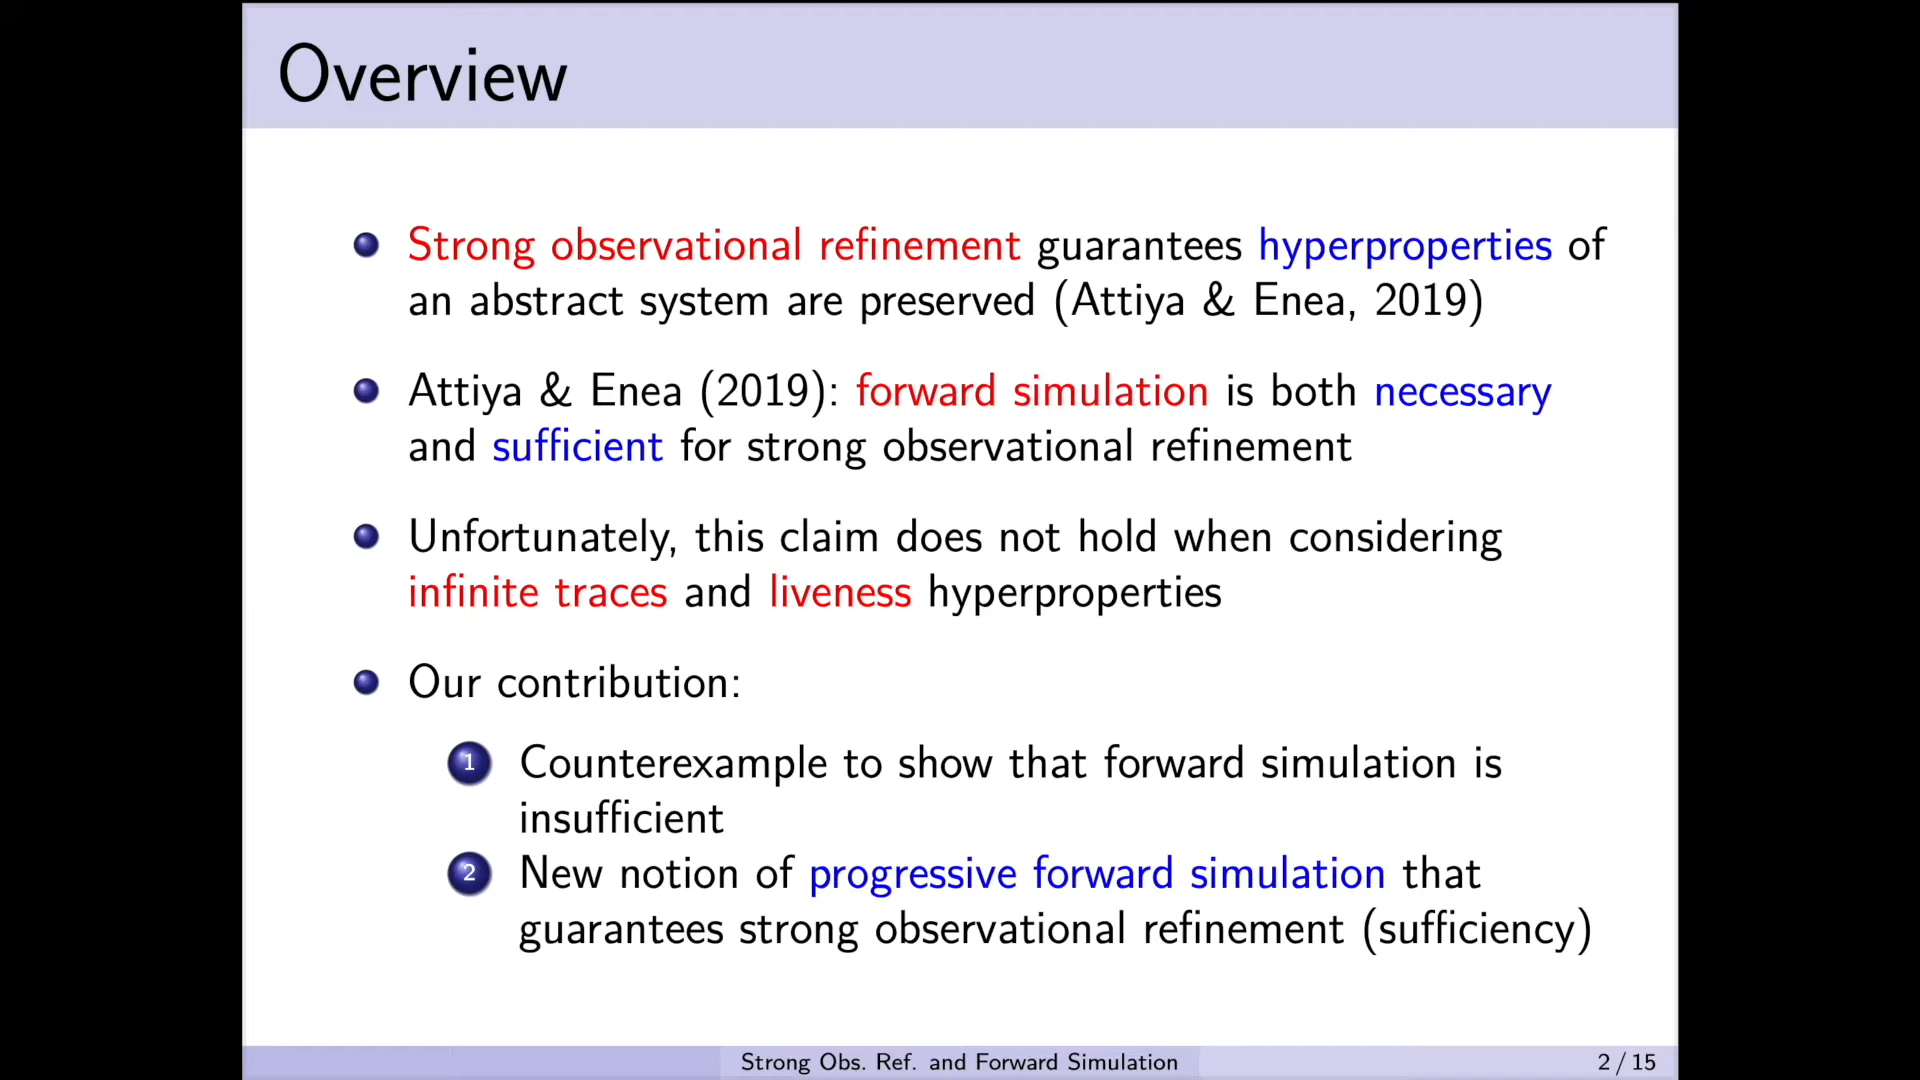 Overview
Strong observational refinement guarantees hyperproperties of
an abstract system are preserved (Attiya & Enea, 2019)
Attiya & Enea (2019): forward simulation is both necessary
and sufficient for strong observational refinement
Unfortunately, this claim does not hold when considering
infinite traces and liveness hyperproperties
Our contribution:
1 Counterexample to show that forward simulation is
insufficient
2 New notion of progressive forward simulation that
guarantees strong observational refinement (sufficiency)
Strong Obs. Ref. and Forward Simulation 2 / 15